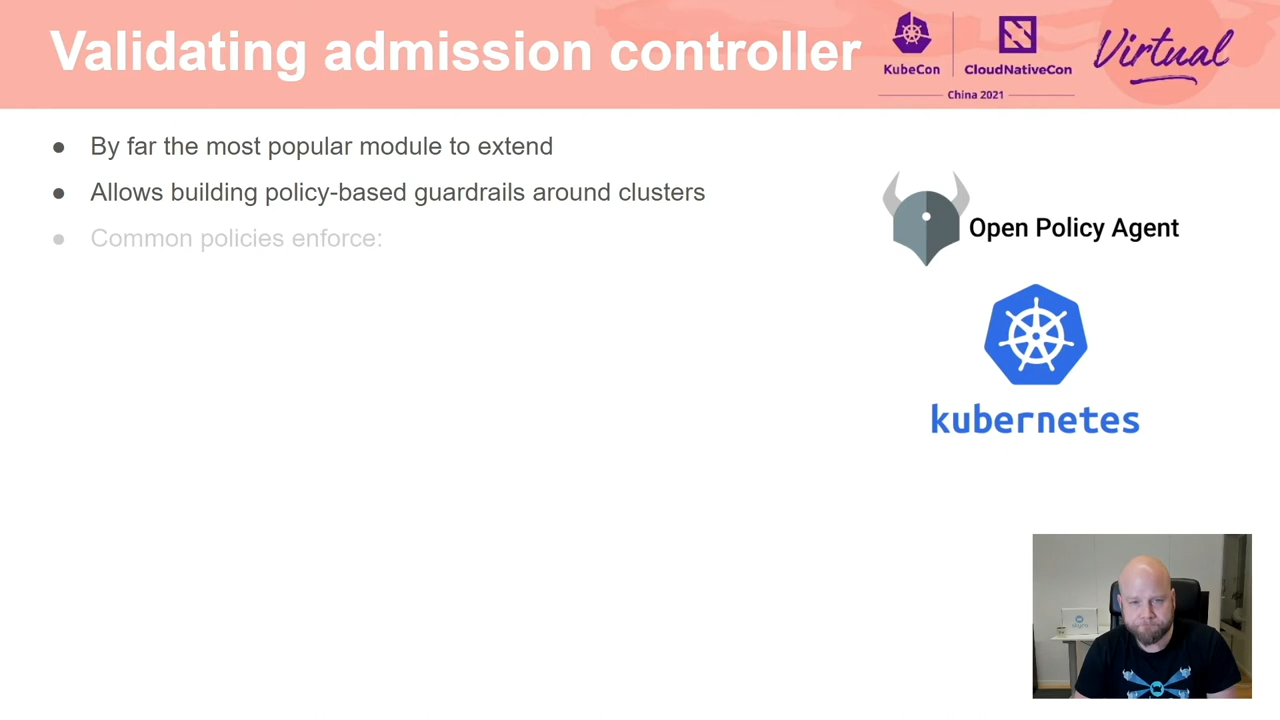 Validating admission controller
KubeCon
CloudNativeCon
China 2021
Virtual
● By far the most popular module to extend
● Allows building policy-based guardrails around clusters
● Common policies enforce:
Open Policy Agent
kubernetes